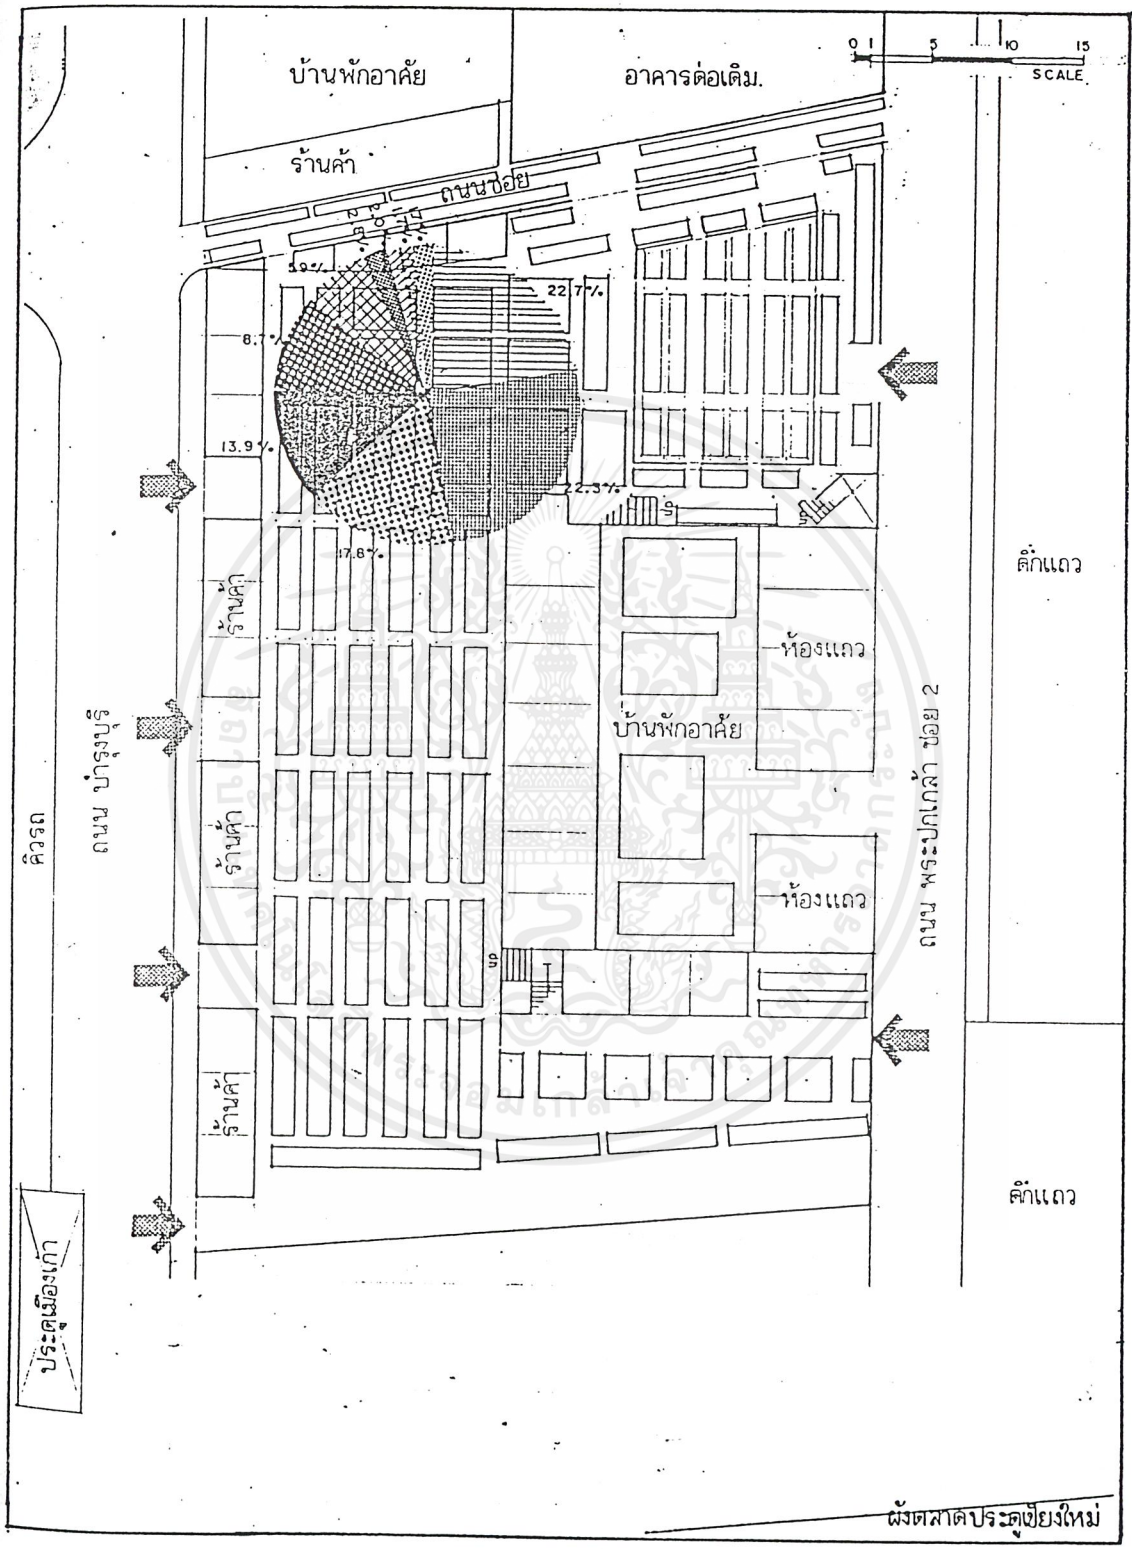 บ้านพักอาศัย
อาคารต่อเดิม.
0 1 5 10 15
SCALE
ร้านค้า
ถนนซอย
5.9%
22.7%
8.7%
13.9%
22.3%
17.8%
up
up
ร้านค้า
ร้านค้า
ร้านค้า
ตึกแถว
ห้องแถว
บ้านพักอาศัย
ห้องแถว
ถนน บำรุงบุรี
คิวรถ
ถนน พระปกเกล้า ซอย 2
up
ตึกแถว
ประตูเมืองเก่า
ผังตลาดประตูเชียงใหม่